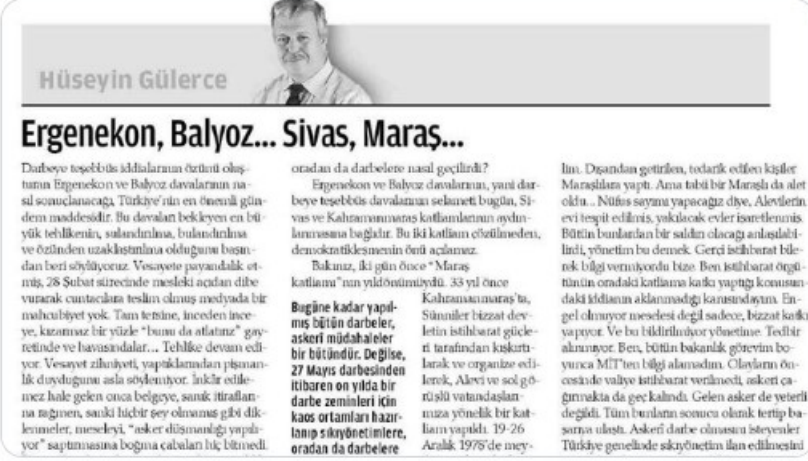 Hüseyin Gülerce
Ergenekon, Balyoz... Sivas, Maraş...
Darbeye teşebbüs iddialarının özünü oluş-
turan Ergenekon ve Balyoz davalarının na-
sıl sonuçlanacağı, Türkiye'nin en önemli gün-
dem maddesidir. Bu davaları bekleyen en bü-
yük tehlikenin, sulandırılma, bulandırılma
ve özünden uzaklaştırılma olduğunu başın-
dan beri söylüyoruz. Vesayete payandalık et-
miş, 28 Şubat sürecinde mesleki açıdan dibe
vurarak cuntacılara teslim olmuş medyada bir
mahcubiyet yok. Tam tersine, inceden ince-
ye, kızarmaz bir yüzle "bunu da atlatırız" gay-
retinde ve havasındalar... Tehlike devam edi-
yor. Vesayet zihniyeti, yaptıklarından pişman-
lık duyduğunu asla söylemiyor. İnkâr edile-
mez hale gelen onca belgeye, sanık itirafları-
na rağmen, sanki hiçbir şey olmamış gibi dik-
lenmeler, meseleyi, "asker düşmanlığı yapılı-
yor" saptırmasına boğma çabaları hiç bitmedi.
Bugüne kadar yapıl-
mış bütün darbeler,
askerî müdahaleler
bir bütündür. Değilse,
27 Mayıs darbesinden
itibaren on yılda bir
darbe zeminleri için
kaos ortamları hazır-
lanıp sıkıyönetimlere,
oradan da darbelere
oradan da darbelere nasıl geçilirdi?
Ergenekon ve Balyoz davalarının, yani dar-
beye teşebbüs davalarının selameti bugün, Si-
vas ve Kahramanmaraş katliamlarının aydın-
lanmasına bağlıdır. Bu iki katliam çözülmeden,
demokratikleşmenin önü açılamaz.
Bakınız, iki gün önce "Maraş
katliamı"nın yıldönümüydü. 33 yıl önce
Kahramanmaraş'ta,
Sünniler bizzat dev-
letin istihbarat güçle-
ri tarafından kışkırtı-
larak ve organize edi-
lerek, Alevi ve sol gö-
rüşlü vatandaşları-
mıza yönelik bir kat-
liam yapıldı. 19-26
Aralık 1978'de mey-
lim. Dışarıdan getirilen, tedarik edilen kişiler
Maraşlılara yaptı. Ama tabii bir Maraşlı da alet
oldu... Nüfus sayımı yapacağız diye, Alevilerin
evi tespit edilmiş, yakılacak evler işaretlenmiş.
Bütün bunlardan bir saldırı olacağı anlaşılabi-
lirdi, yönetim bu demek. Gerçi istihbarat bile-
rek bilgi vermiyordu bize. Ben istihbarat örgü-
tünün oradaki katliama katkı yaptığı konusun-
daki iddianın aklanmadığı kanısındayım. En-
gel olmuyor meselesi değil sadece, bizzat katkı
yapıyor. Ve bu bildirilmiyor yönetime. Tedbir
alınmıyor. Ben, bütün bakanlık görevim bo-
yunca MİT'ten bilgi alamadım. Olayların ön-
cesinde valiye istihbarat verilmedi, askeri ça-
ğırmakta da geç kalındı. Gelen asker de yeterli
değildi. Tüm bunların sonucu olarak tertip ba-
şarıya ulaştı. Askerî darbe olmasını isteyenler
Türkiye genelinde sıkıyönetim ilan edilmesini